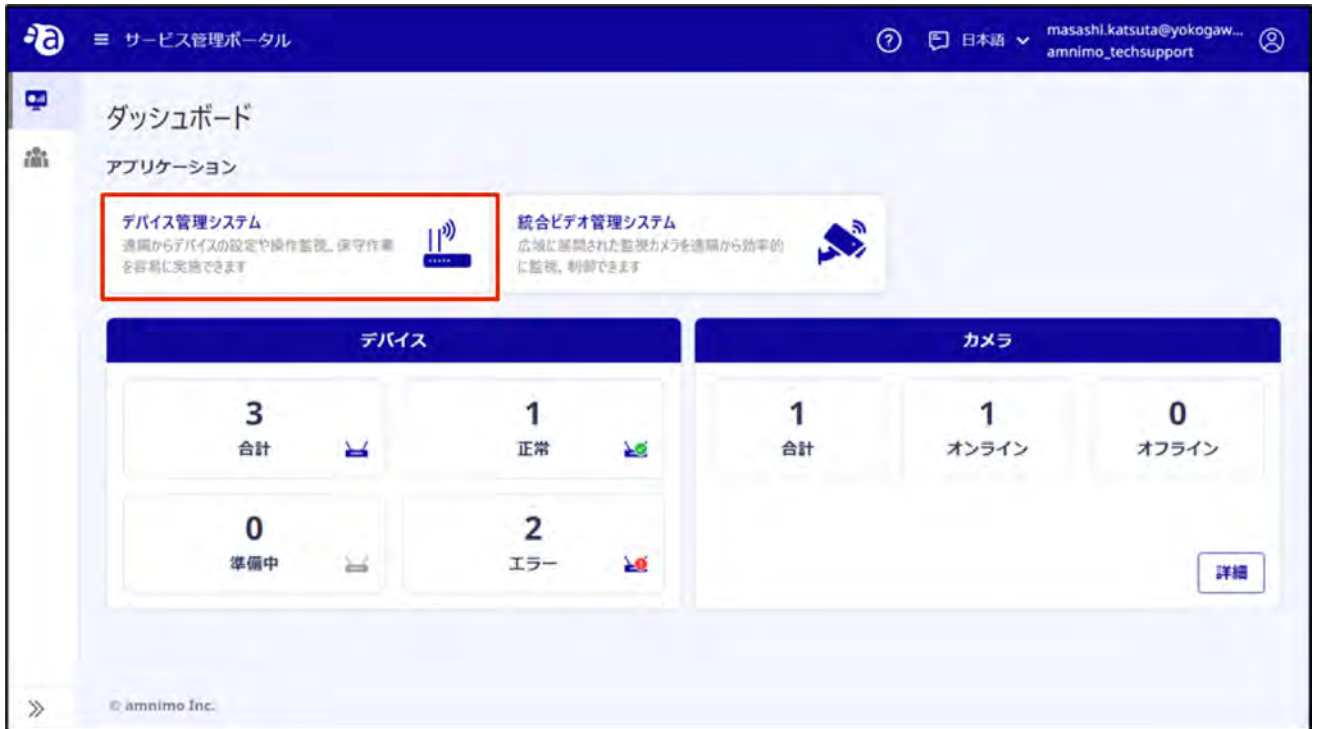 サービス管理ポータル
日本語
masashi.katsuta@yokogaw...
amnimo_techsupport
ダッシュボード
アプリケーション
デバイス管理システム
遠隔からデバイスの設定や操作監視、保守作業
を容易に実施できます
統合ビデオ管理システム
広域に展開された監視カメラを遠隔から効率的
に監視、制御できます
デバイス
3
合計
1
正常
0
準備中
2
エラー
カメラ
1
合計
1
オンライン
0
オフライン
詳細
© amnimo Inc.